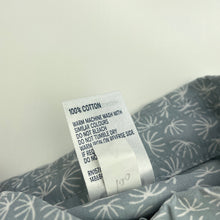 100% COTTON
WARM MACHINE WASH WITH
SIMILAR COLOURS
DO NOT BLEACH
DO NOT TUMBLE DRY
WARM IRON ON REVERSE SIDE
IF